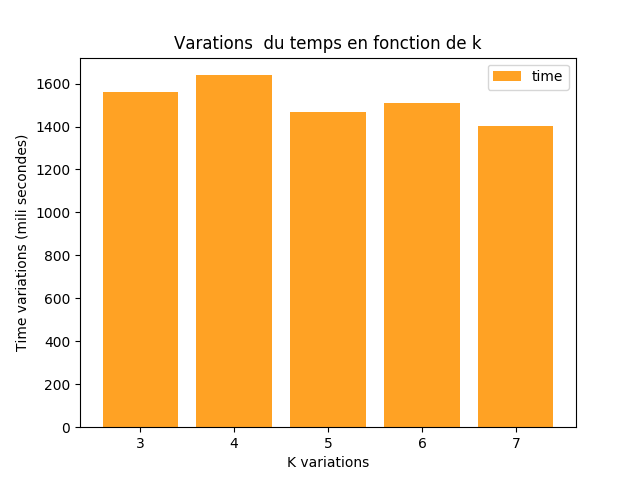 Varations  du temps en fonction de k
time
Time variations (mili secondes)
1600
1400
1200
1000
800
600
400
200
0
3 4 5 6 7
K variations